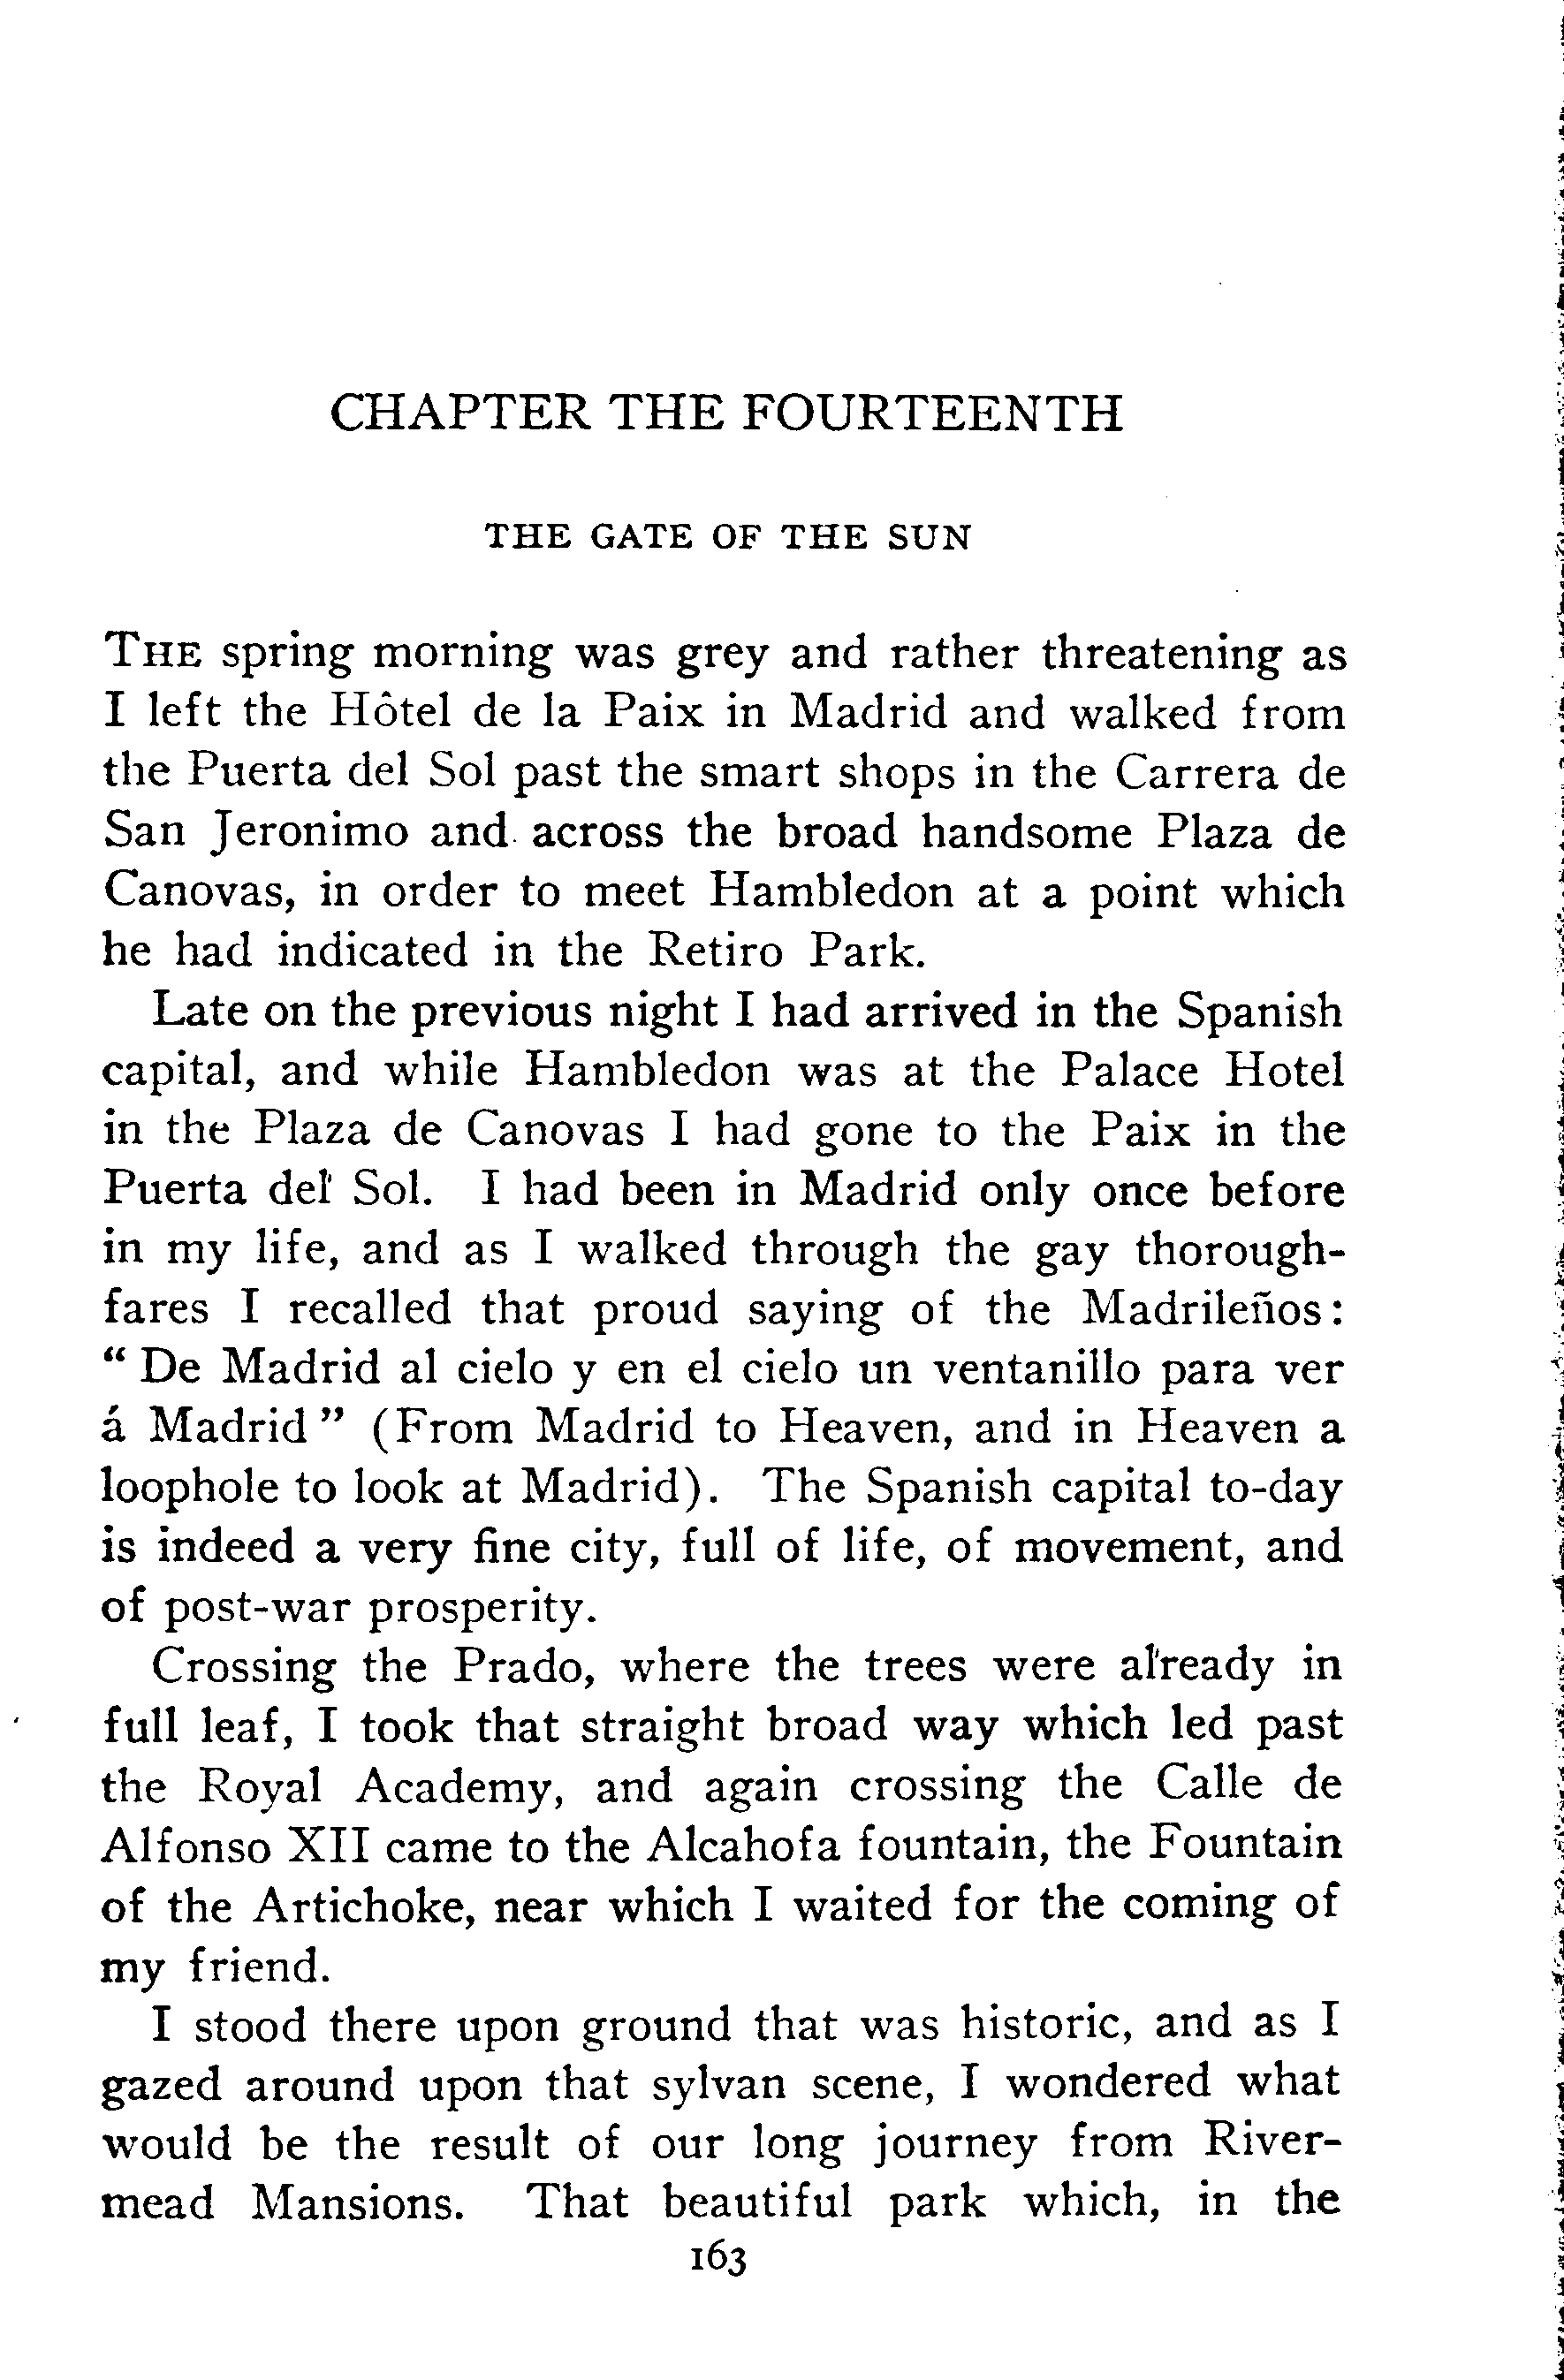 CHAPTER THE FOURTEENTH
THE GATE OF THE SUN
THE spring morning was grey and rather threatening as
I left the Hôtel de la Paix in Madrid and walked from
the Puerta del Sol past the smart shops in the Carrera de
San Jeronimo and across the broad handsome Plaza de
Canovas, in order to meet Hambledon at a point which
he had indicated in the Retiro Park.
Late on the previous night I had arrived in the Spanish
capital, and while Hambledon was at the Palace Hotel
in the Plaza de Canovas I had gone to the Paix in the
Puerta del Sol. I had been in Madrid only once before
in my life, and as I walked through the gay thorough-
fares I recalled that proud saying of the Madrileños:
“ De Madrid al cielo y en el cielo un ventanillo para ver
á Madrid ” (From Madrid to Heaven, and in Heaven a
loophole to look at Madrid). The Spanish capital to-day
is indeed a very fine city, full of life, of movement, and
of post-war prosperity.
Crossing the Prado, where the trees were already in
full leaf, I took that straight broad way which led past
the Royal Academy, and again crossing the Calle de
Alfonso XII came to the Alcahofa fountain, the Fountain
of the Artichoke, near which I waited for the coming of
my friend.
I stood there upon ground that was historic, and as I
gazed around upon that sylvan scene, I wondered what
would be the result of our long journey from River-
mead Mansions. That beautiful park which, in the
163